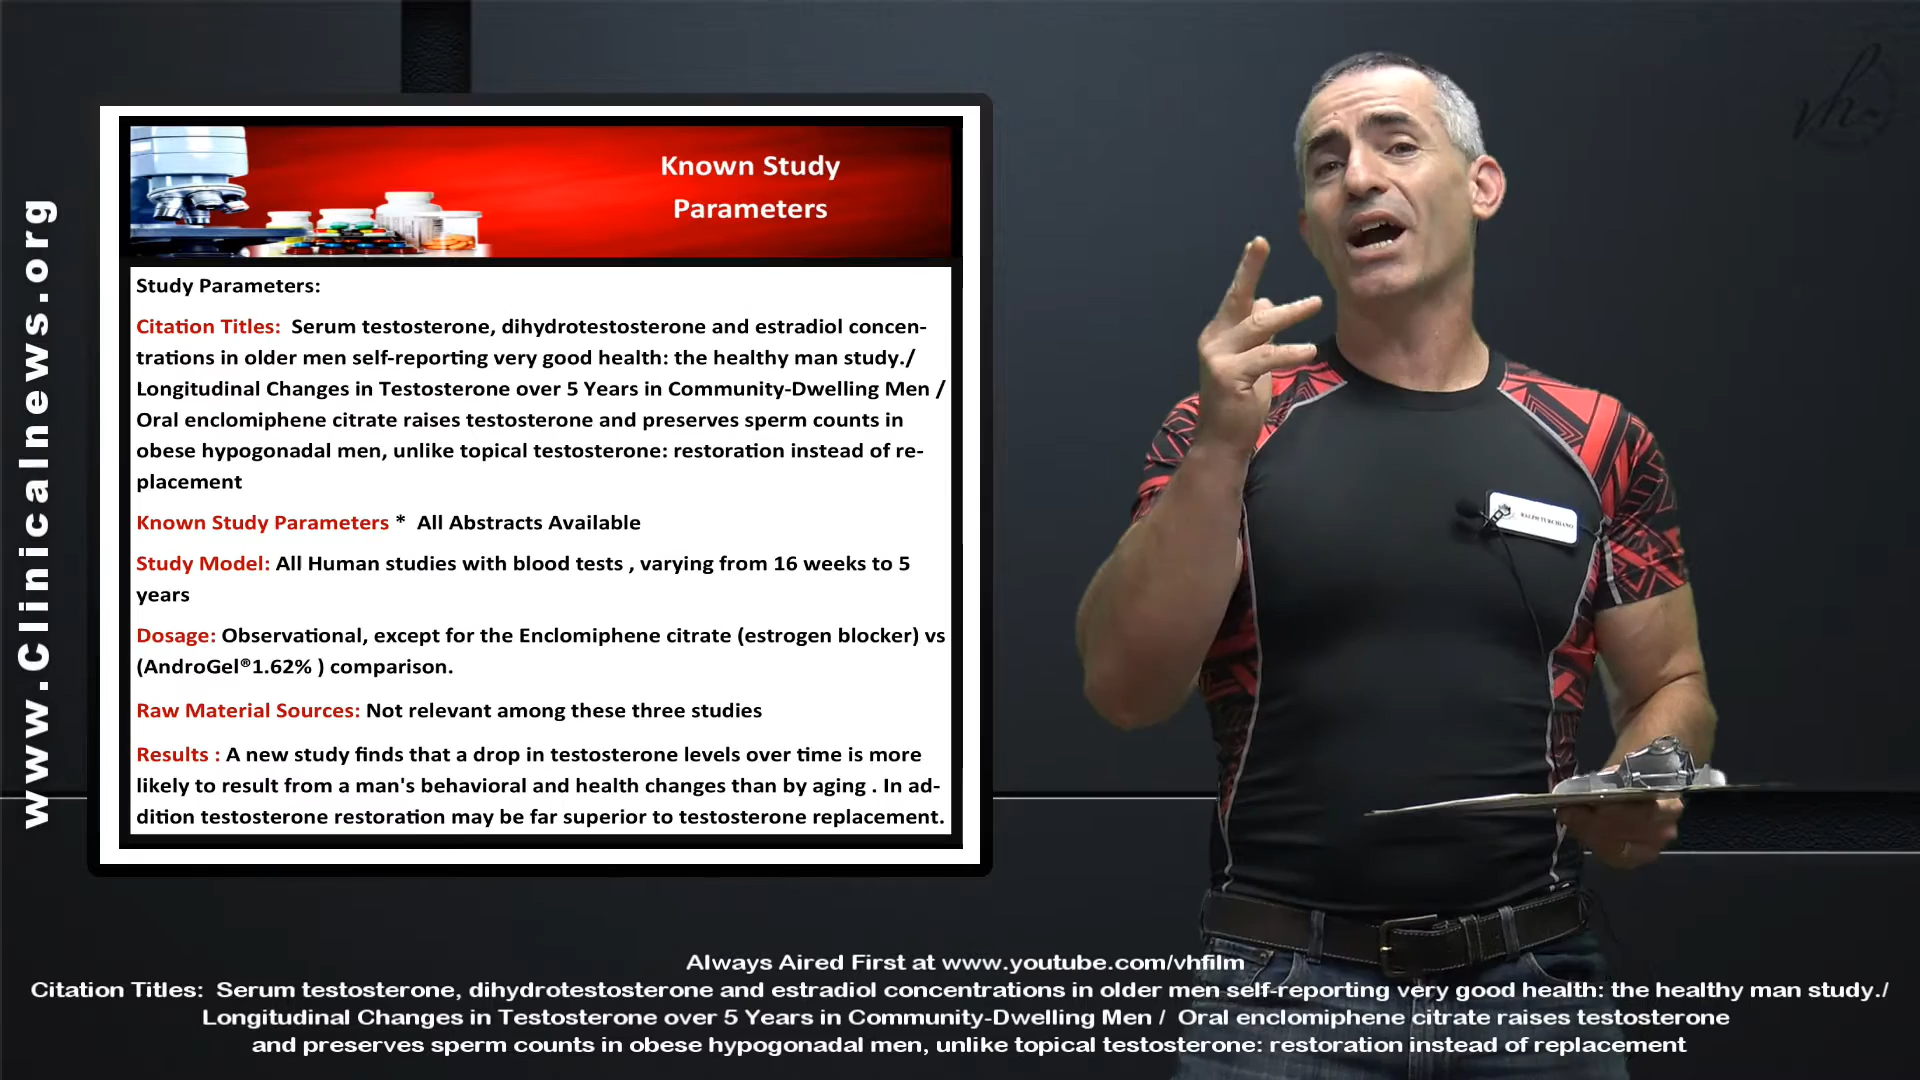 www.Clinicalnews.org
Known Study
Parameters
Study Parameters:
Citation Titles: Serum testosterone, dihydrotestosterone and estradiol concen-
trations in older men self-reporting very good health: the healthy man study./
Longitudinal Changes in Testosterone over 5 Years in Community-Dwelling Men /
Oral enclomiphene citrate raises testosterone and preserves sperm counts in
obese hypogonadal men, unlike topical testosterone: restoration instead of re-
placement
Known Study Parameters * All Abstracts Available
Study Model: All Human studies with blood tests , varying from 16 weeks to 5
years
Dosage: Observational, except for the Enclomiphene citrate (estrogen blocker) vs
(AndroGel®1.62% ) comparison.
Raw Material Sources: Not relevant among these three studies
Results : A new study finds that a drop in testosterone levels over time is more
likely to result from a man's behavioral and health changes than by aging . In ad-
dition testosterone restoration may be far superior to testosterone replacement.
vh
RALPH TURCHIANO
Always Aired First at www.youtube.com/vhfilm
Citation Titles: Serum testosterone, dihydrotestosterone and estradiol concentrations in older men self-reporting very good health: the healthy man study./
Longitudinal Changes in Testosterone over 5 Years in Community-Dwelling Men / Oral enclomiphene citrate raises testosterone
and preserves sperm counts in obese hypogonadal men, unlike topical testosterone: restoration instead of replacement